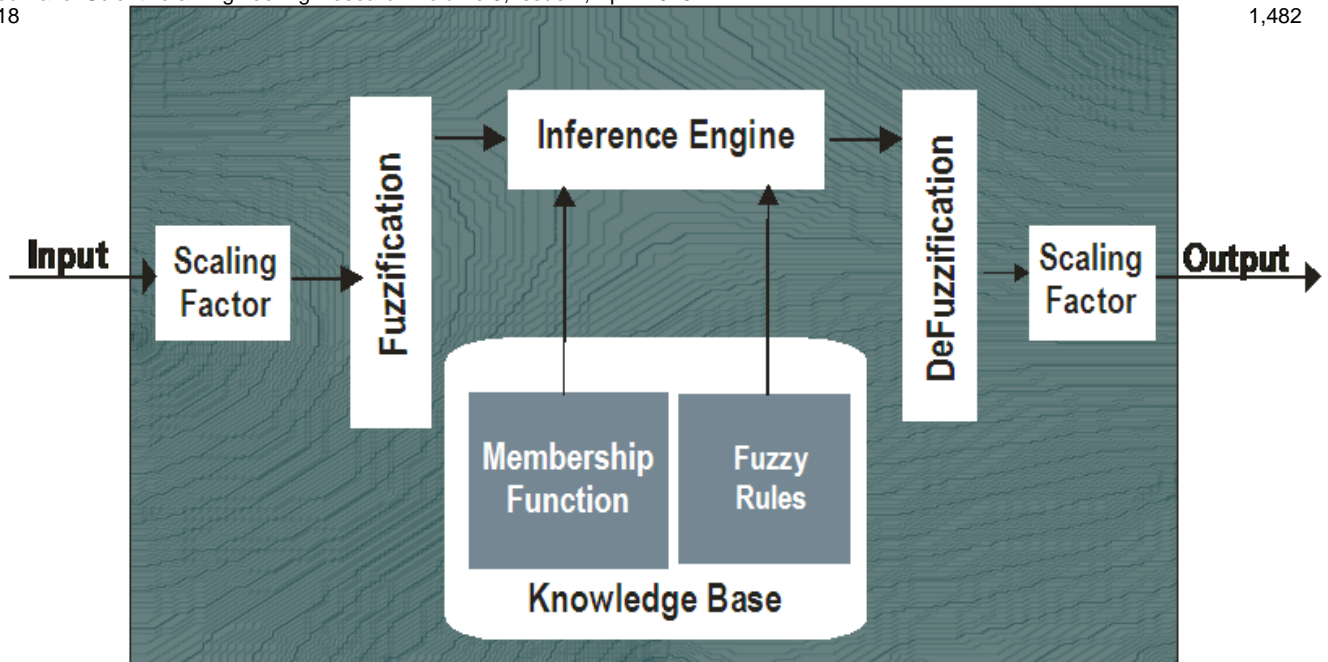 18
1,482
Inference Engine
Fuzzification
DeFuzzification
Input
Scaling
Factor
Scaling
Factor
Output
Membership
Function
Fuzzy
Rules
Knowledge Base